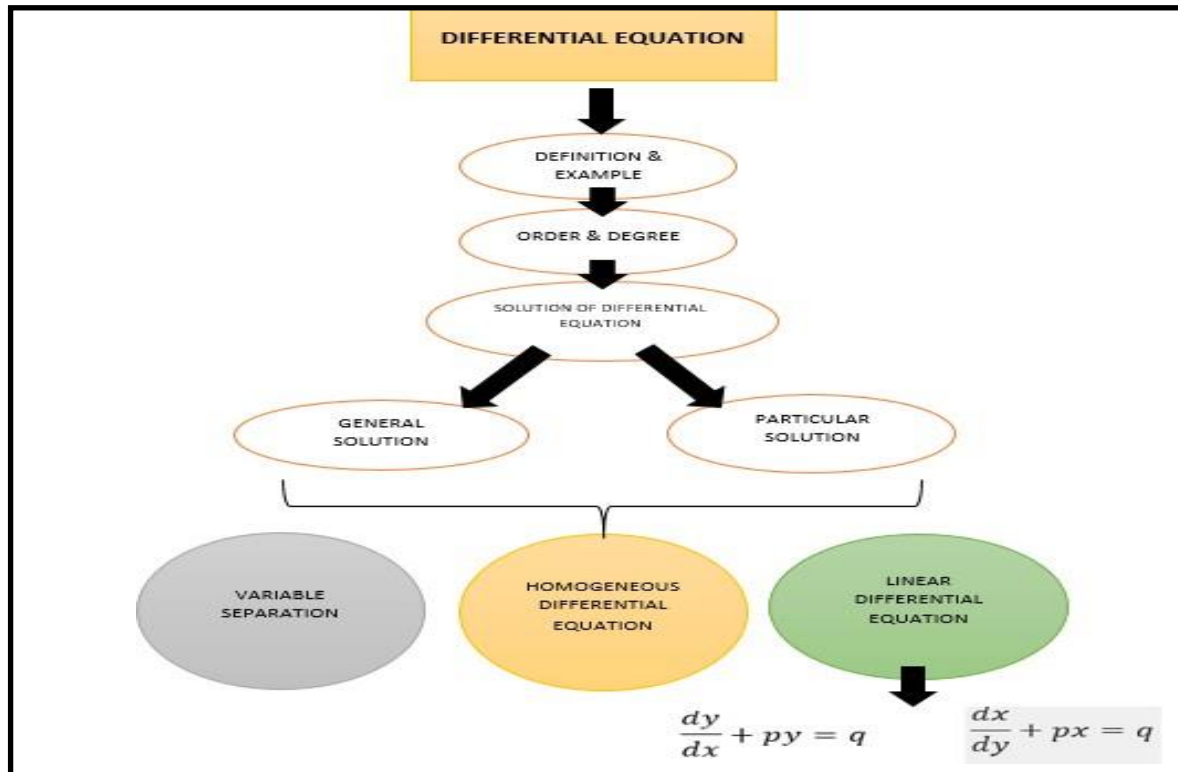 DIFFERENTIAL EQUATION
DEFINITION &
EXAMPLE
ORDER & DEGREE
SOLUTION OF DIFFERENTIAL
EQUATION
GENERAL
SOLUTION
PARTICULAR
SOLUTION
VARIABLE
SEPARATION
HOMOGENEOUS
DIFFERENTIAL
EQUATION
LINEAR
DIFFERENTIAL
EQUATION
dy/dx + py = q
dx/dy + px = q